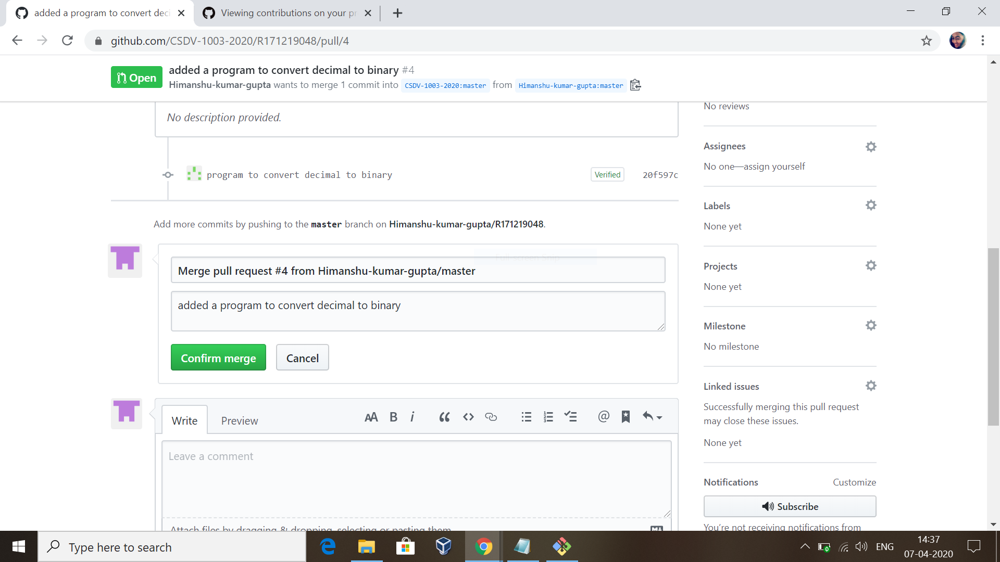 added a program to convert deci
Viewing contributions on your pr
github.com/CSDV-1003-2020/R171219048/pull/4
Open
added a program to convert decimal to binary #4
Himanshu-kumar-gupta wants to merge 1 commit into CSDV-1003-2020:master from Himanshu-kumar-gupta:master
No description provided.
program to convert decimal to binary Verified 20f597c
Add more commits by pushing to the master branch on Himanshu-kumar-gupta/R171219048.
Full-screen Snip
Merge pull request #4 from Himanshu-kumar-gupta/master
added a program to convert decimal to binary
Confirm merge Cancel
Write Preview
Leave a comment
Attach files by dragging & dropping, selecting or pasting them.
No reviews
Assignees
No one—assign yourself
Labels
None yet
Projects
None yet
Milestone
No milestone
Linked issues
Successfully merging this pull request
may close these issues.
None yet
Notifications Customize
Subscribe
You're not receiving notifications from
Type here to search
ENG
14:37
07-04-2020